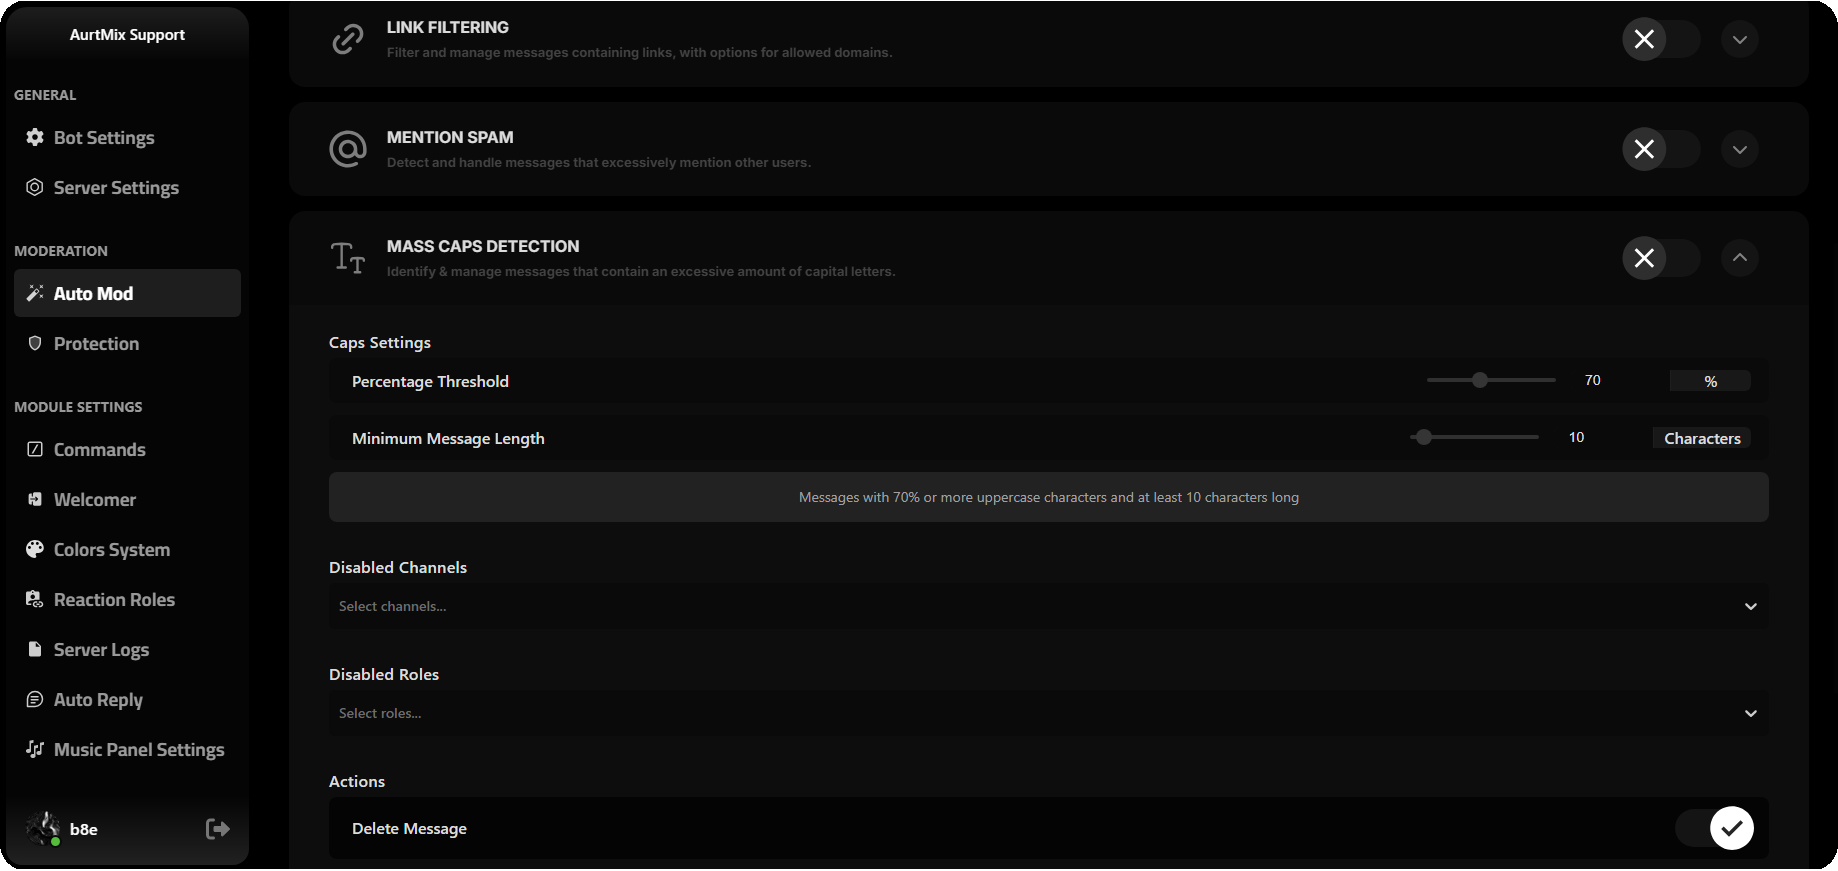 AurtMix Support
GENERAL
Bot Settings
Server Settings
MODERATION
Auto Mod
Protection
MODULE SETTINGS
Commands
Welcomer
Colors System
Reaction Roles
Server Logs
Auto Reply
Music Panel Settings
b8e
LINK FILTERING
Filter and manage messages containing links, with options for allowed domains.
MENTION SPAM
Detect and handle messages that excessively mention other users.
MASS CAPS DETECTION
Identify & manage messages that contain an excessive amount of capital letters.
Caps Settings
Percentage Threshold 70 %
Minimum Message Length 10 Characters
Messages with 70% or more uppercase characters and at least 10 characters long
Disabled Channels
Select channels...
Disabled Roles
Select roles...
Actions
Delete Message